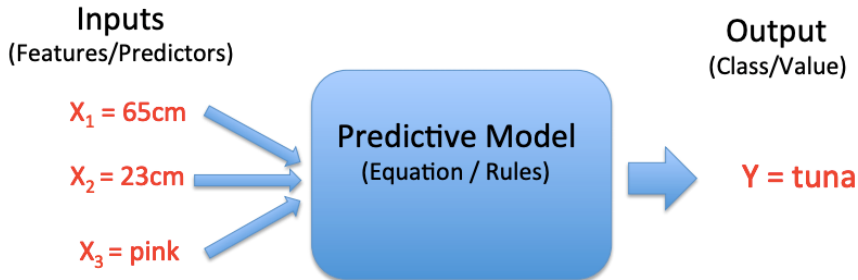 Inputs
(Features/Predictors)
X₁ = 65cm
X₂ = 23cm
X₃ = pink
Predictive Model
(Equation / Rules)
Output
(Class/Value)
Y = tuna